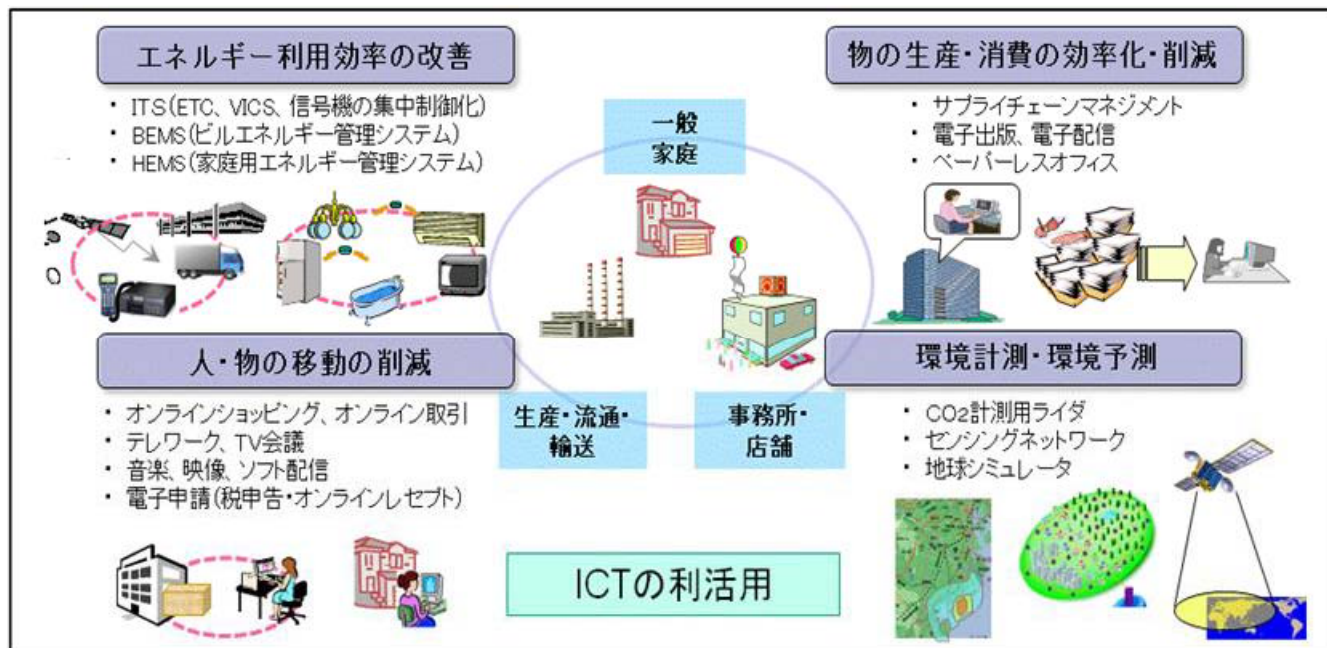 エネルギー利用効率の改善
・ ITS(ETC、VICS、信号機の集中制御化)
・ BEMS(ビルエネルギー管理システム)
・ HEMS(家庭用エネルギー管理システム)
物の生産・消費の効率化・削減
・ サプライチェーンマネジメント
・ 電子出版、電子配信
・ ペーパーレスオフィス
一般
家庭
生産・流通・
輸送
事務所・
店舗
人・物の移動の削減
・ オンラインショッピング、オンライン取引
・ テレワーク、TV会議
・ 音楽、映像、ソフト配信
・ 電子申請(税申告・オンラインレセプト)
環境計測・環境予測
・ CO2計測用ライダ
・ センシングネットワーク
・ 地球シミュレータ
ICTの利活用